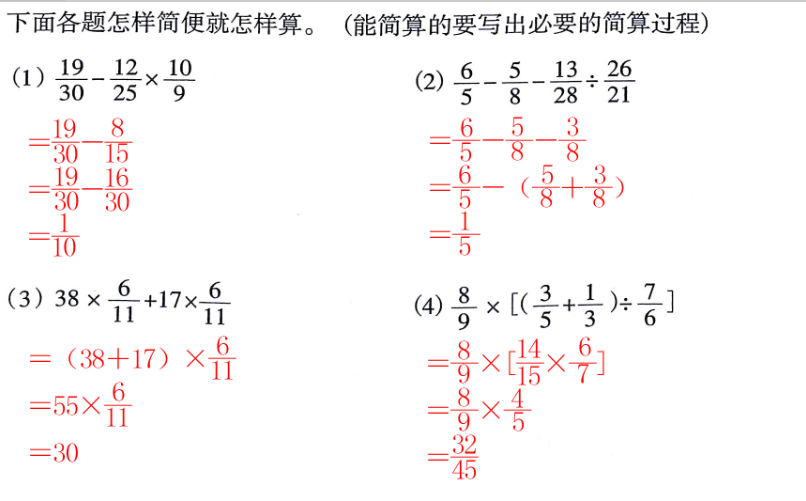 下面各题怎样简便就怎样算。（能简算的要写出必要的简算过程）
(1) 19/30 − 12/25 × 10/9
=19/30−8/15
=19/30−16/30
=1/10
(2) 6/5 − 5/8 − 13/28 ÷ 26/21
=6/5−5/8−3/8
=6/5−（5/8+3/8）
=1/5
(3) 38 × 6/11 +17× 6/11
=（38+17）×6/11
=55×6/11
=30
(4) 8/9 × [( 3/5 + 1/3 )÷ 7/6 ]
=8/9×[14/15×6/7]
=8/9×4/5
=32/45